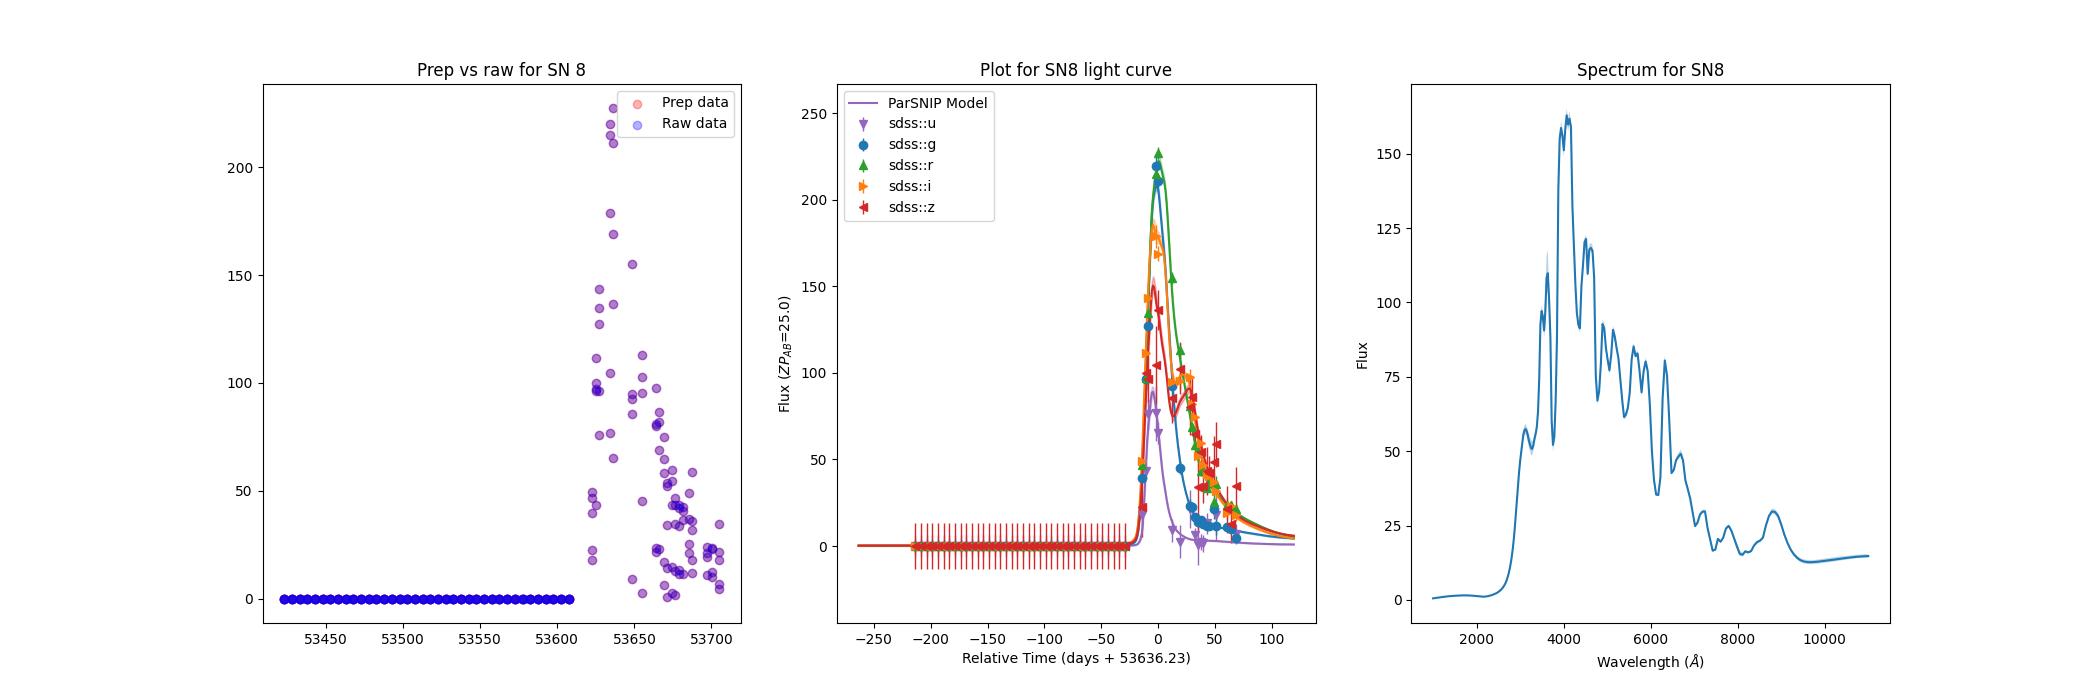 Prep vs raw for SN 8
Prep data
Raw data
200
150
100
50
0
53450 53500 53550 53600 53650 53700
Plot for SN8 light curve
ParSNIP Model
sdss::u
sdss::g
sdss::r
sdss::i
sdss::z
Flux (ZP_AB=25.0)
250
200
150
100
50
0
−250 −200 −150 −100 −50 0 50 100
Relative Time (days + 53636.23)
Spectrum for SN8
Flux
150
125
100
75
50
25
0
2000 4000 6000 8000 10000
Wavelength (Å)